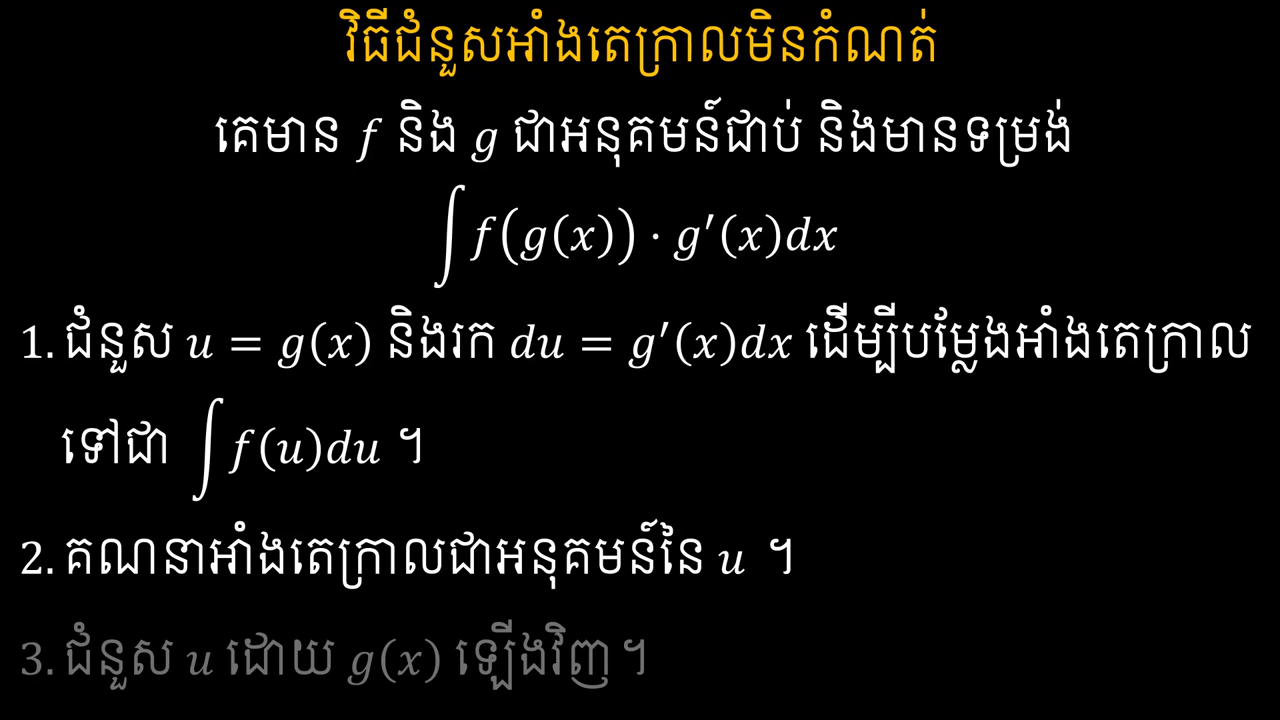 វិធីជំនួសអាំងតេក្រាលមិនកំណត់
គេមាន f និង g ជាអនុគមន៍ជាប់ និងមានទម្រង់
∫ f(g(x)) · g′(x)dx
1. ជំនួស u = g(x) និងរក du = g′(x)dx ដើម្បីបម្លែងអាំងតេក្រាល
ទៅជា ∫ f(u)du ។
2. គណនាអាំងតេក្រាលជាអនុគមន៍នៃ u ។
3. ជំនួស u ដោយ g(x) ឡើងវិញ ។